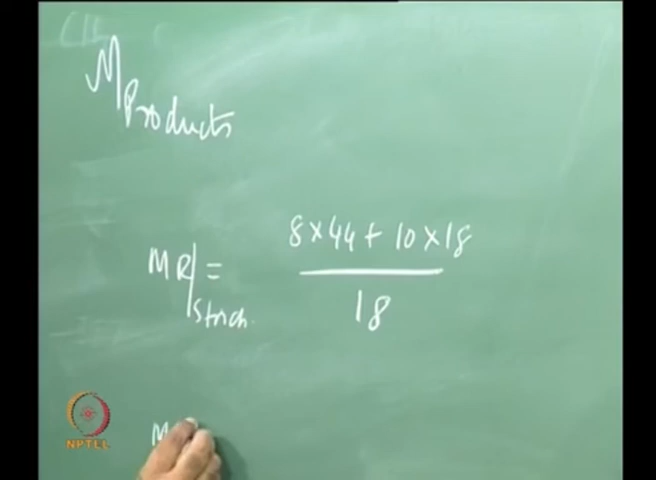 M Products
MR|Stoich. = 8×44 + 10×18
18
M
NPTEL